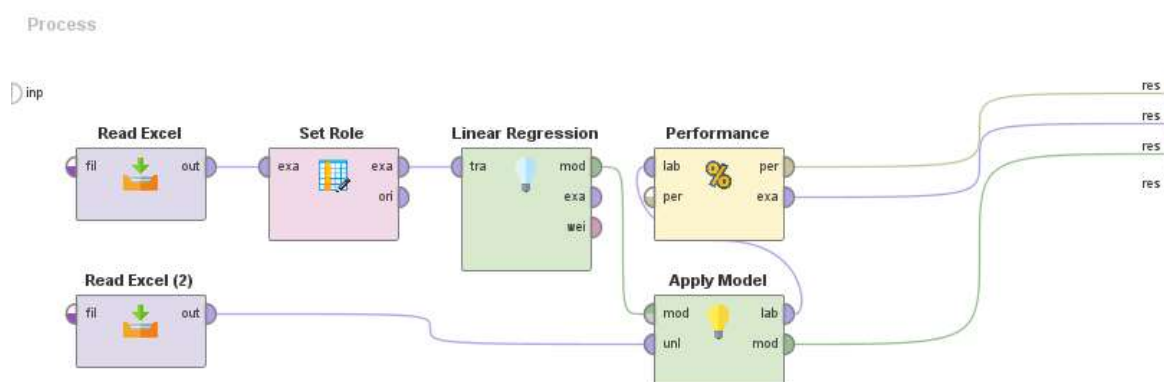 Process
inp
res
res
res
res
Read Excel
fil out
Set Role
exa exa
ori
Linear Regression
tra mod
exa
wei
Performance
lab per
per exa
%
Read Excel (2)
fil out
Apply Model
mod lab
unl mod